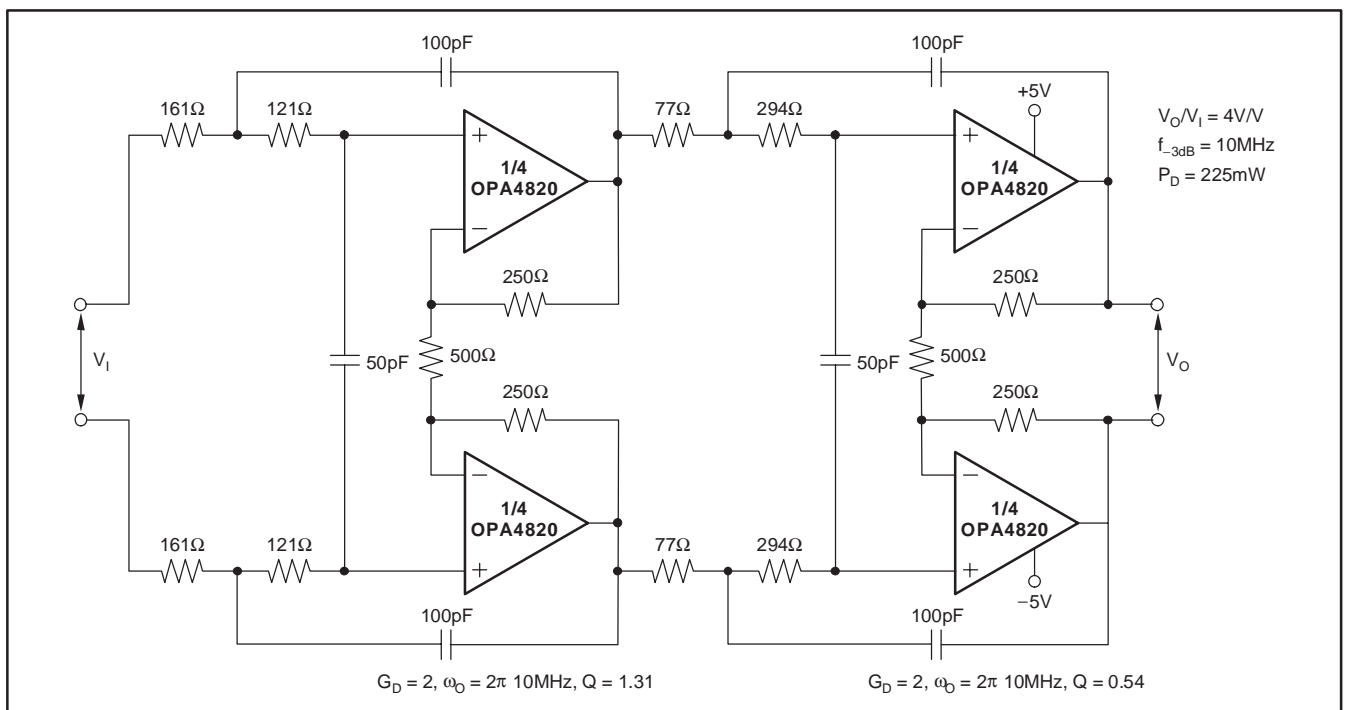 100pF
100pF
161Ω
121Ω
77Ω
294Ω
+5V
V_O/V_I = 4V/V
f_−3dB = 10MHz
P_D = 225mW
+
1/4
OPA4820
−
+
1/4
OPA4820
−
250Ω
250Ω
V_I
50pF
500Ω
50pF
500Ω
V_O
250Ω
250Ω
−
1/4
OPA4820
+
−
1/4
OPA4820
+
161Ω
121Ω
77Ω
294Ω
−5V
100pF
100pF
G_D = 2, ω_O = 2π 10MHz, Q = 1.31
G_D = 2, ω_O = 2π 10MHz, Q = 0.54